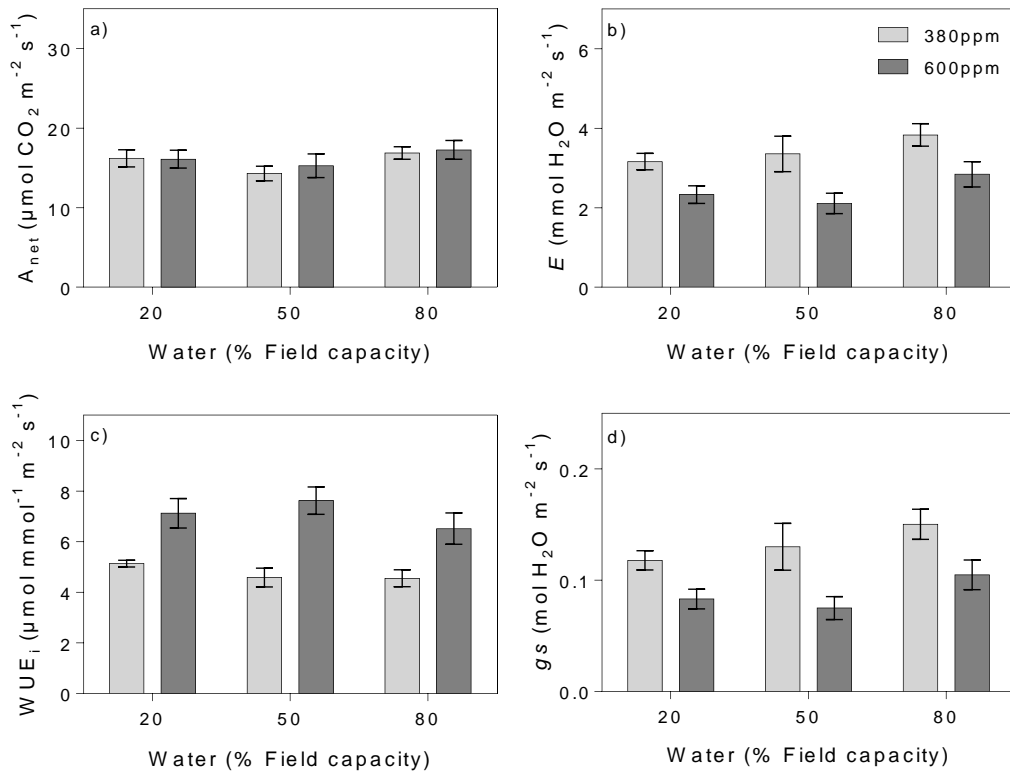 a)
A_net (µmol CO₂ m⁻² s⁻¹)
30
20
10
0
20 50 80
Water (% Field capacity)
b)
380ppm
600ppm
E (mmol H₂O m⁻² s⁻¹)
6
4
2
0
20 50 80
Water (% Field capacity)
c)
WUEᵢ (µmol mmol⁻¹ m⁻² s⁻¹)
10
8
6
4
2
0
20 50 80
Water (% Field capacity)
d)
gs (mol H₂O m⁻² s⁻¹)
0.2
0.1
0.0
20 50 80
Water (% Field capacity)